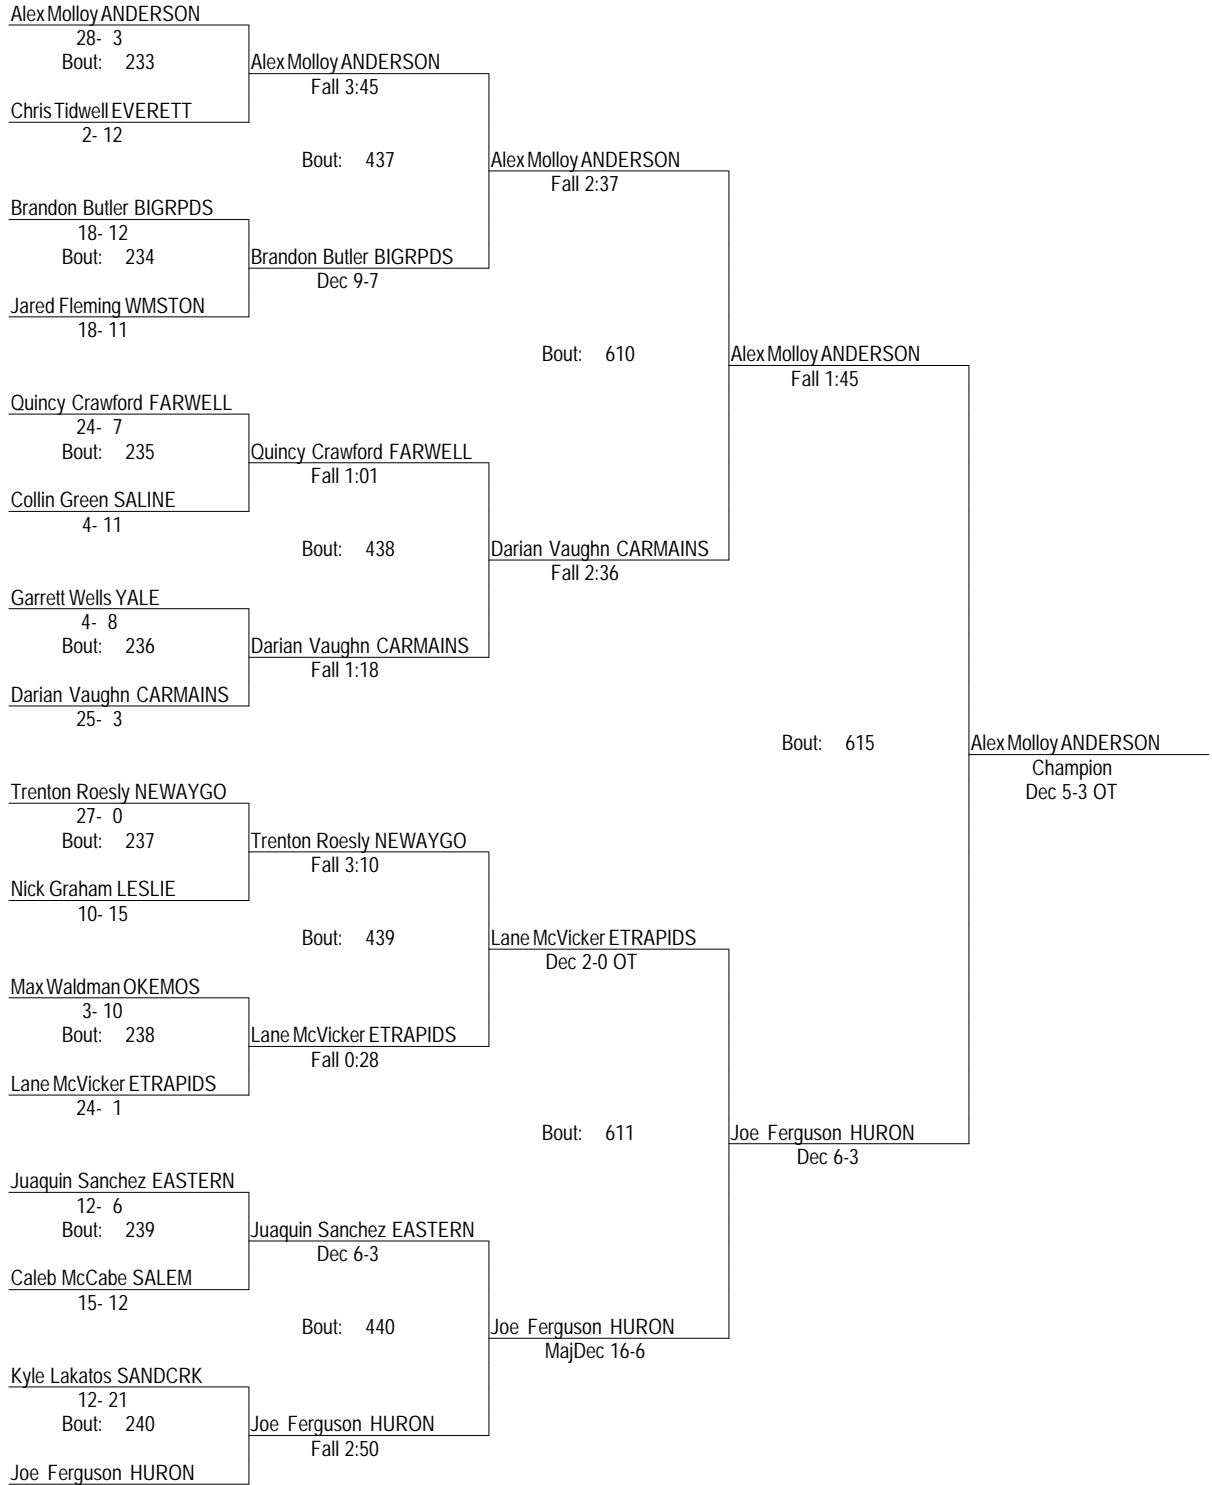 Alex Molloy ANDERSON
28- 3
Bout: 233
Alex Molloy ANDERSON
Fall 3:45
Chris Tidwell EVERETT
2- 12
Bout: 437
Alex Molloy ANDERSON
Fall 2:37
Brandon Butler BIGRPDS
18- 12
Bout: 234
Brandon Butler BIGRPDS
Dec 9-7
Jared Fleming WMSTON
18- 11
Bout: 610
Alex Molloy ANDERSON
Fall 1:45
Quincy Crawford FARWELL
24- 7
Bout: 235
Quincy Crawford FARWELL
Fall 1:01
Collin Green SALINE
4- 11
Bout: 438
Darian Vaughn CARMAINS
Fall 2:36
Garrett Wells YALE
4- 8
Bout: 236
Darian Vaughn CARMAINS
Fall 1:18
Darian Vaughn CARMAINS
25- 3
Bout: 615
Alex Molloy ANDERSON
Champion
Dec 5-3 OT
Trenton Roesly NEWAYGO
27- 0
Bout: 237
Trenton Roesly NEWAYGO
Fall 3:10
Nick Graham LESLIE
10- 15
Bout: 439
Lane McVicker ETRAPIDS
Dec 2-0 OT
Max Waldman OKEMOS
3- 10
Bout: 238
Lane McVicker ETRAPIDS
Fall 0:28
Lane McVicker ETRAPIDS
24- 1
Bout: 611
Joe Ferguson HURON
Dec 6-3
Juaquin Sanchez EASTERN
12- 6
Bout: 239
Juaquin Sanchez EASTERN
Dec 6-3
Caleb McCabe SALEM
15- 12
Bout: 440
Joe Ferguson HURON
MajDec 16-6
Kyle Lakatos SANDCRK
12- 21
Bout: 240
Joe Ferguson HURON
Fall 2:50
Joe Ferguson HURON